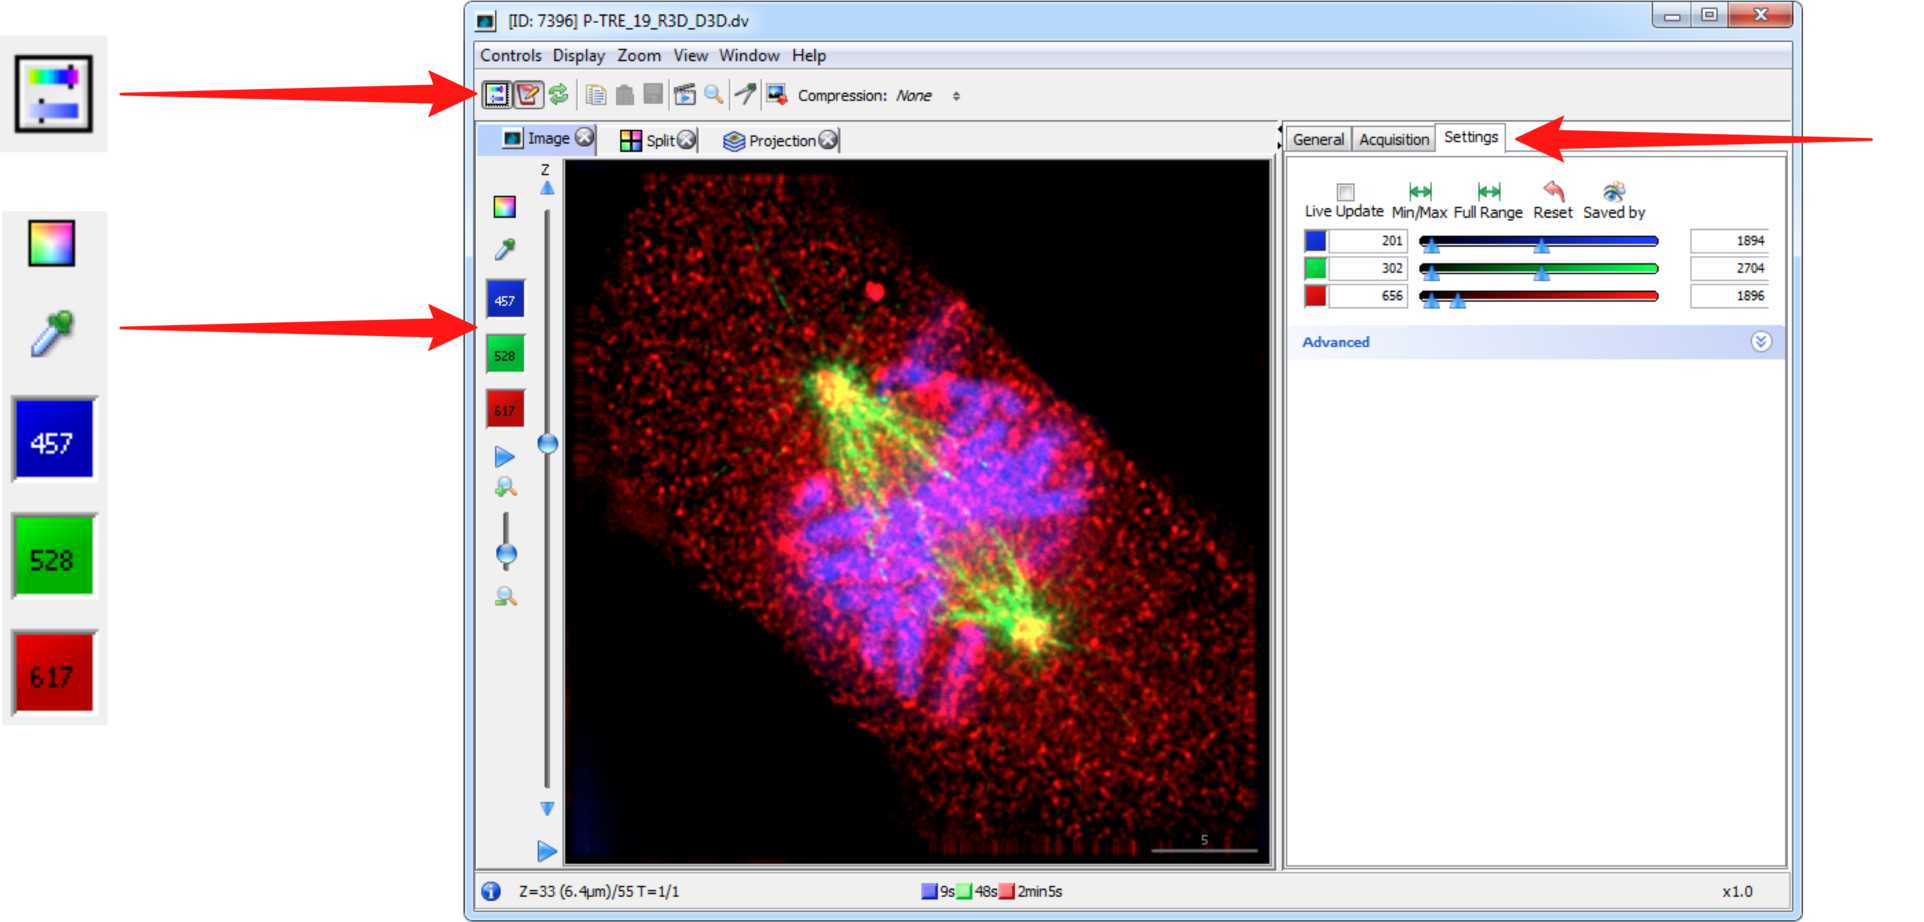 [ID: 7396] P-TRE_19_R3D_D3D.dv
Controls Display Zoom View Window Help
Compression: None
Image Split Projection
General Acquisition Settings
Z
Live Update Min/Max Full Range Reset Saved by
201 1894
302 2704
656 1896
Advanced
457
528
617
457
528
617
5
Z=33 (6.4µm)/55 T=1/1 9s 48s 2min5s x1.0